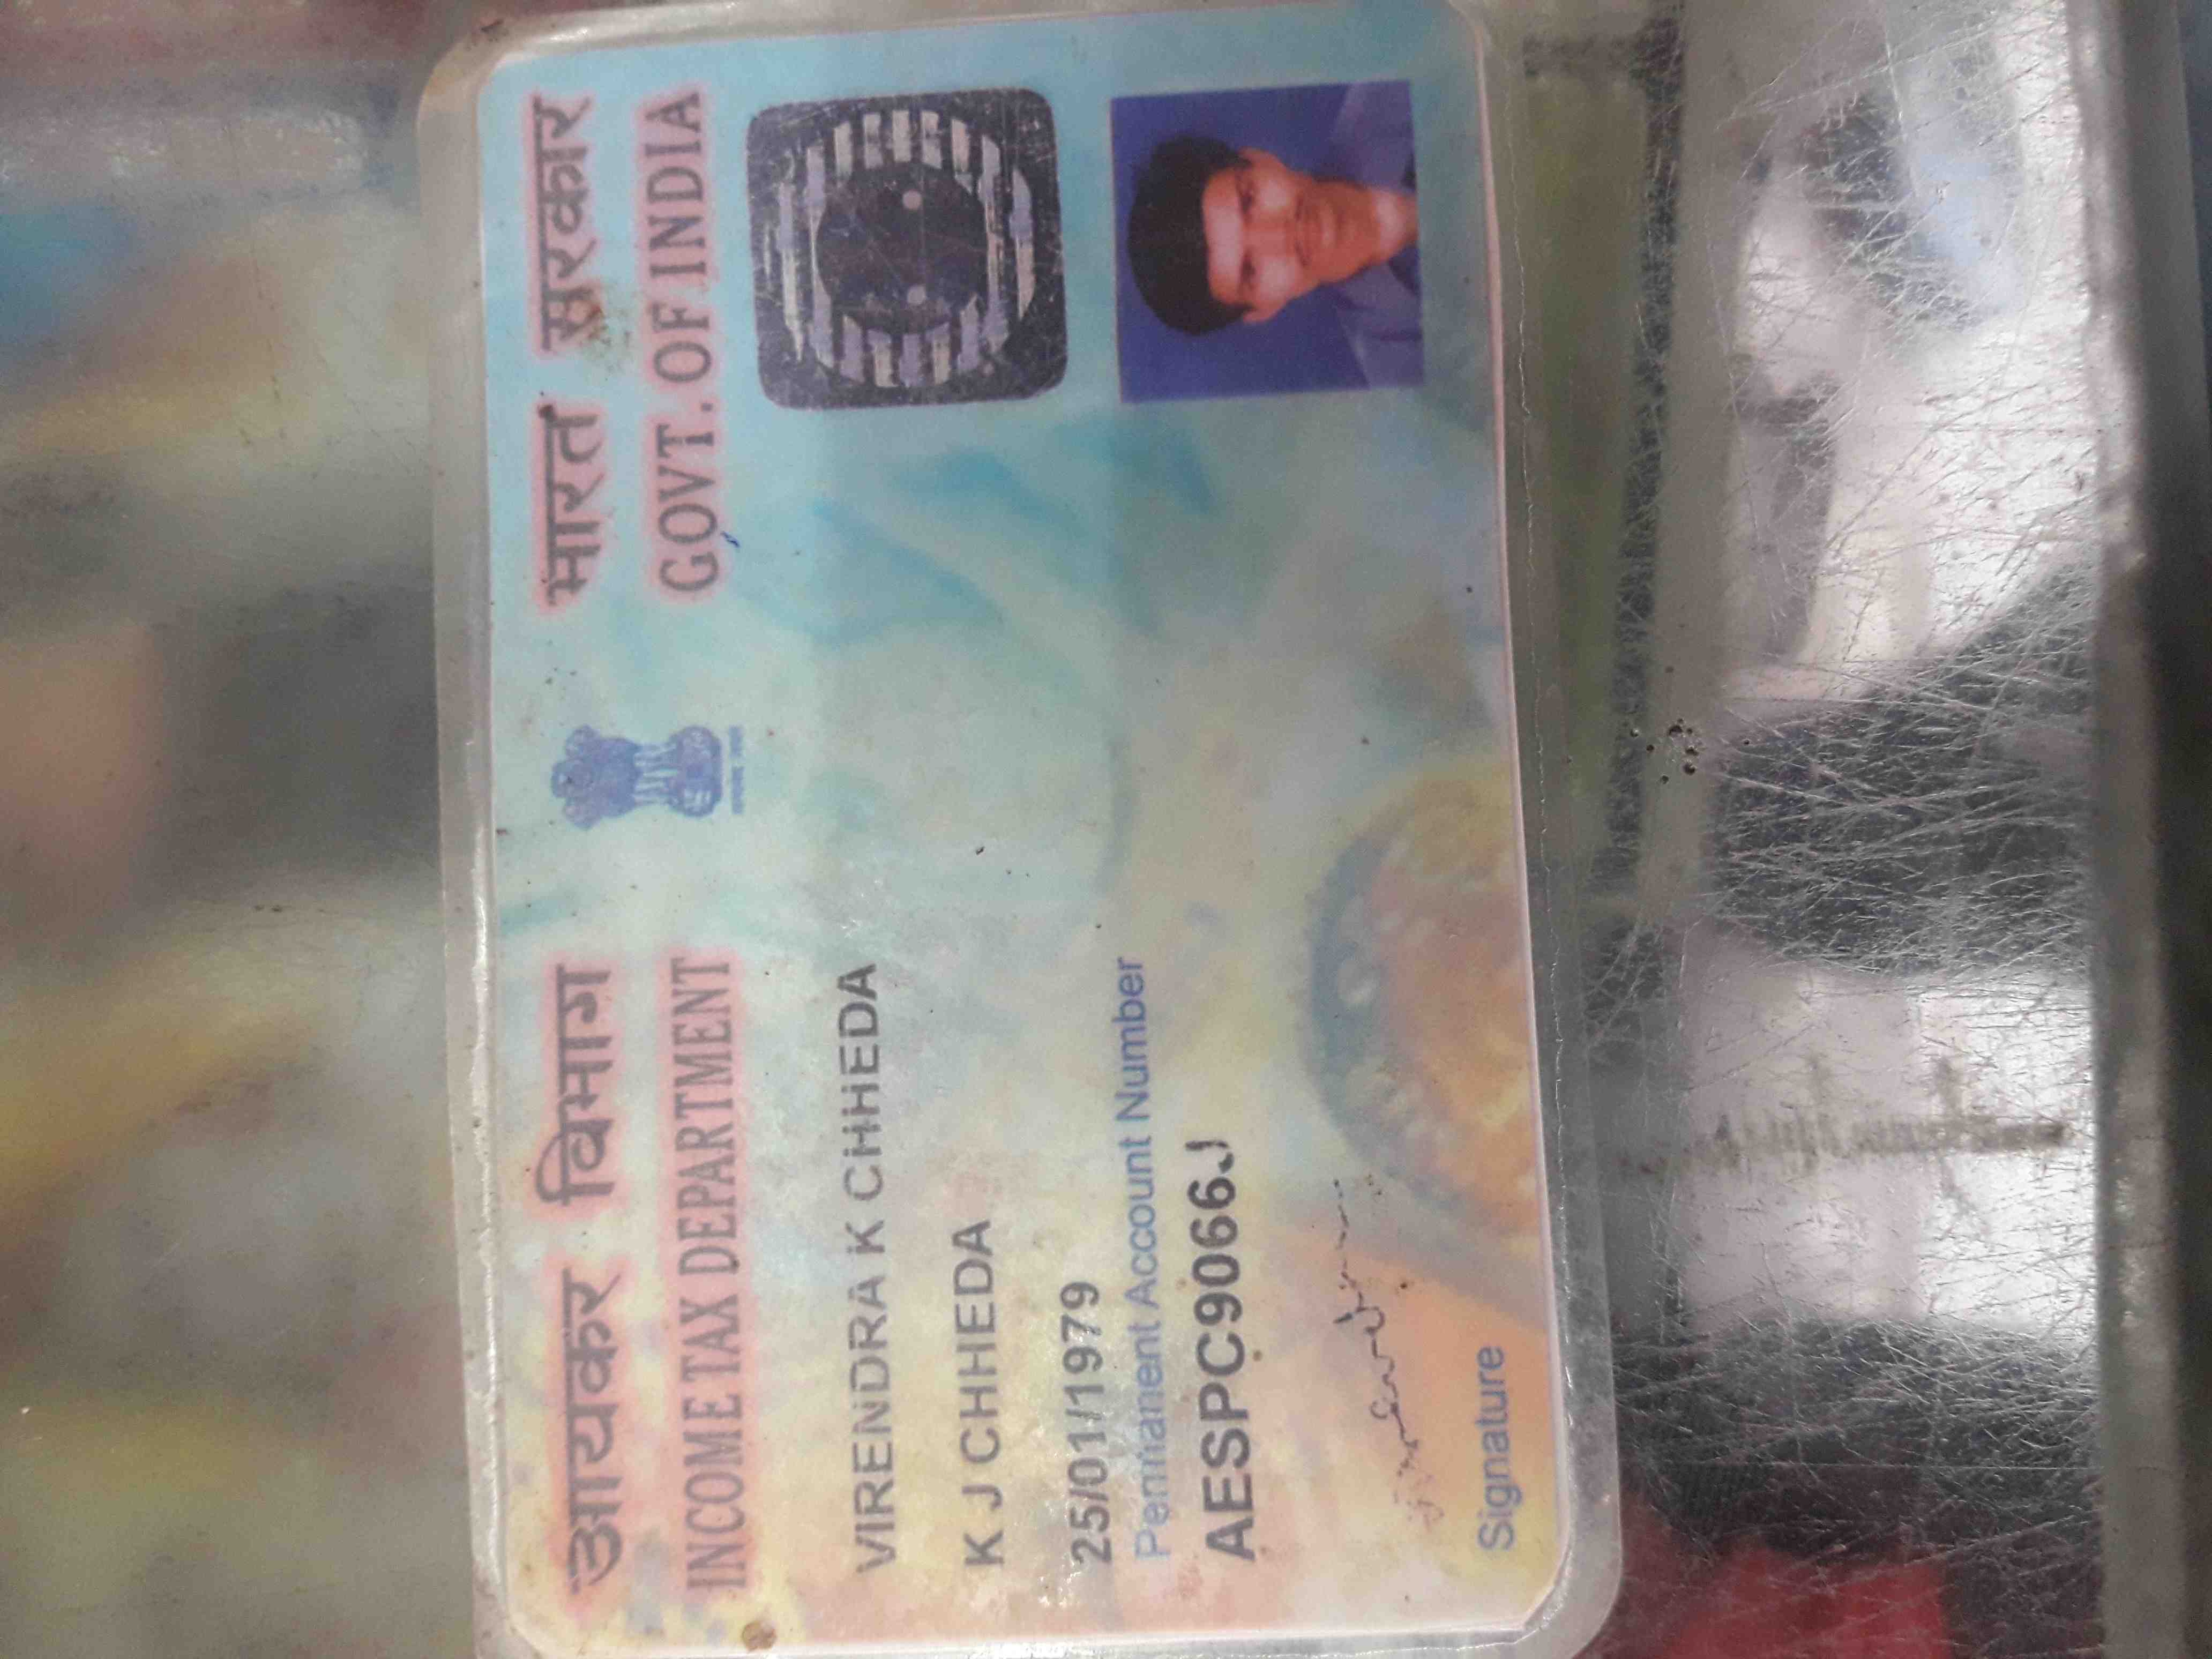 आयकर विभाग
INCOME TAX DEPARTMENT
भारत सरकार
GOVT. OF INDIA
VIRENDRA K CHHEDA
K J CHHEDA
25/01/1979
Permanent Account Number
AESPC9066J
Signature